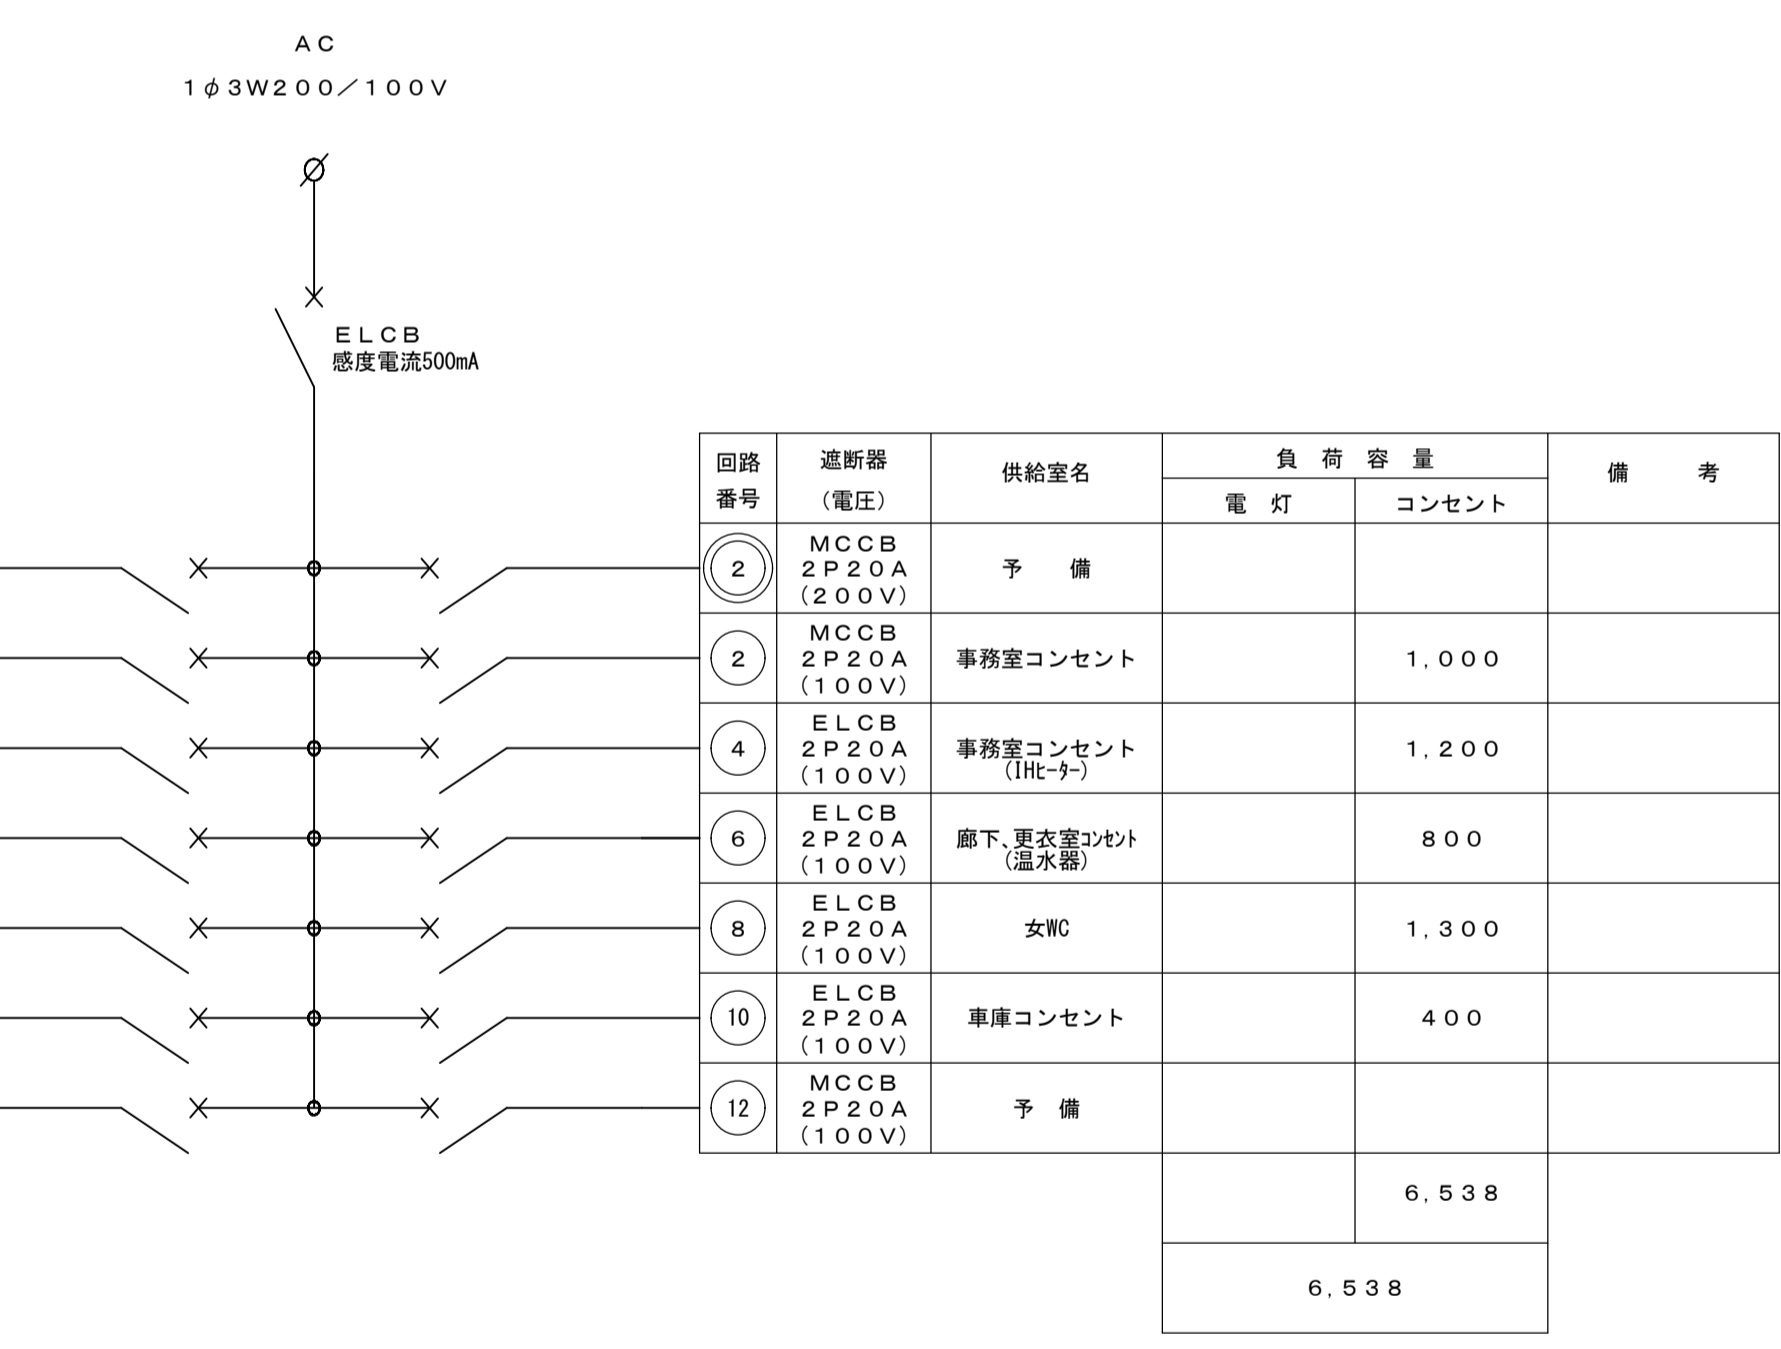 AC
1φ3W200/100V
ELCB
感度電流500mA
回路番号 遮断器(電圧) 供給室名 負荷容量 備考
電灯 コンセント
2 MCCB 2P20A (200V) 予備
2 MCCB 2P20A (100V) 事務室コンセント 1,000
4 ELCB 2P20A (100V) 事務室コンセント (IHヒーター) 1,200
6 ELCB 2P20A (100V) 廊下、更衣室コンセント (温水器) 800
8 ELCB 2P20A (100V) 女WC 1,300
10 ELCB 2P20A (100V) 車庫コンセント 400
12 MCCB 2P20A (100V) 予備
6,538
6,538